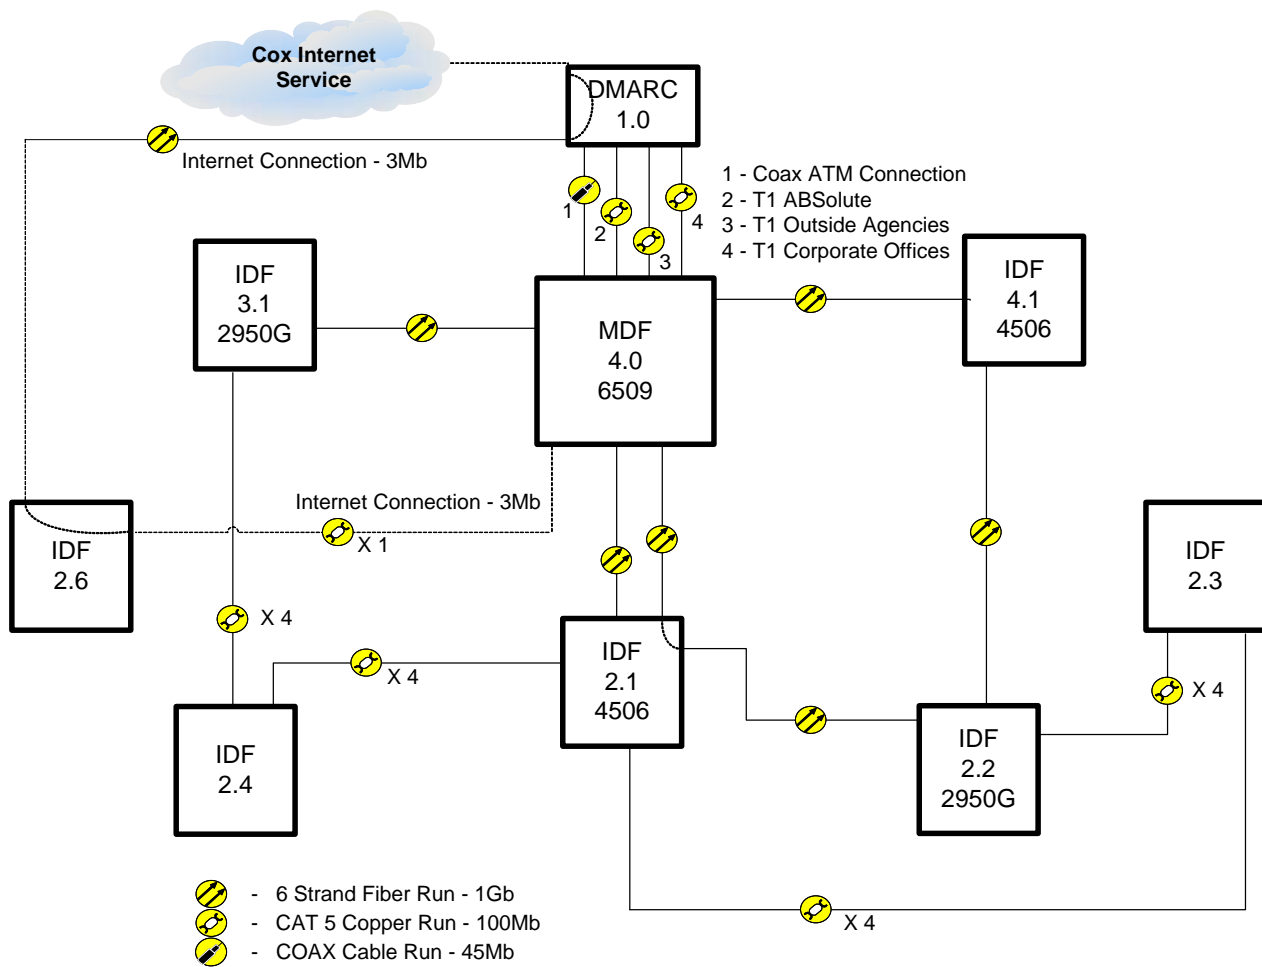 Cox Internet
Service
DMARC
1.0
Internet Connection - 3Mb
1 - Coax ATM Connection
2 - T1 ABSolute
3 - T1 Outside Agencies
4 - T1 Corporate Offices
1
2
3
4
IDF
3.1
2950G
MDF
4.0
6509
IDF
4.1
4506
Internet Connection - 3Mb
X 1
IDF
2.6
IDF
2.3
X 4
X 4
IDF
2.1
4506
X 4
IDF
2.4
IDF
2.2
2950G
X 4
- 6 Strand Fiber Run - 1Gb
- CAT 5 Copper Run - 100Mb
- COAX Cable Run - 45Mb